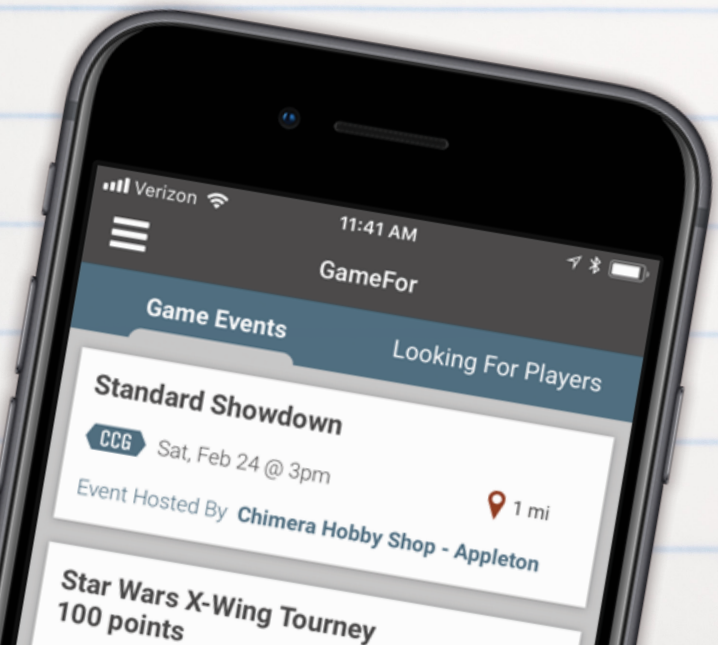 Verizon
11:41 AM
GameFor
Game Events
Looking For Players
Standard Showdown
CCG Sat, Feb 24 @ 3pm
1 mi
Event Hosted By Chimera Hobby Shop - Appleton
Star Wars X-Wing Tourney
100 points